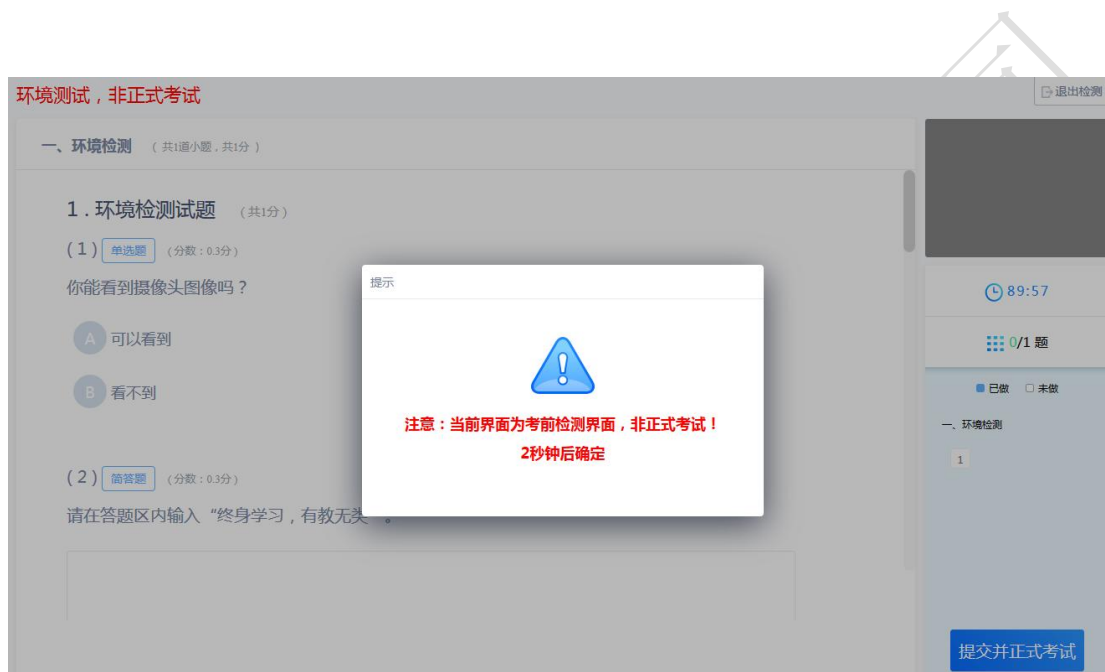 环境测试，非正式考试
退出检测
一、环境检测 （共1道小题，共1分）
1．环境检测试题 （共1分）
(1) 单选题 （分数：0.3分）
你能看到摄像头图像吗？
A 可以看到
B 看不到
(2) 简答题 （分数：0.3分）
请在答题区内输入“终身学习，有教无类”。
提示
注意：当前界面为考前检测界面，非正式考试！
2秒钟后确定
89:57
0/1 题
已做 未做
一、环境检测
1
提交并正式考试